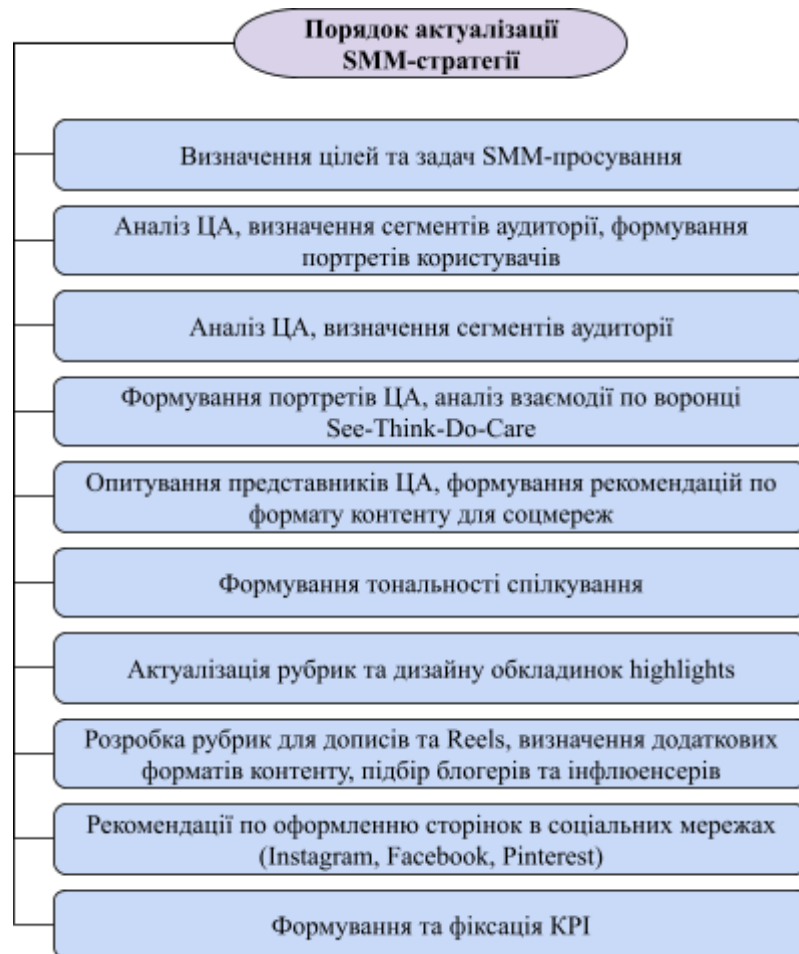 Порядок актуалізації
SMM-стратегії
Визначення цілей та задач SMM-просування
Аналіз ЦА, визначення сегментів аудиторії, формування
портретів користувачів
Аналіз ЦА, визначення сегментів аудиторії
Формування портретів ЦА, аналіз взаємодії по воронці
See-Think-Do-Care
Опитування представників ЦА, формування рекомендацій по
формату контенту для соцмереж
Формування тональності спілкування
Актуалізація рубрик та дизайну обкладинок highlights
Розробка рубрик для дописів та Reels, визначення додаткових
форматів контенту, підбір блогерів та інфлюенсерів
Рекомендації по оформленню сторінок в соціальних мережах
(Instagram, Facebook, Pinterest)
Формування та фіксація KPI